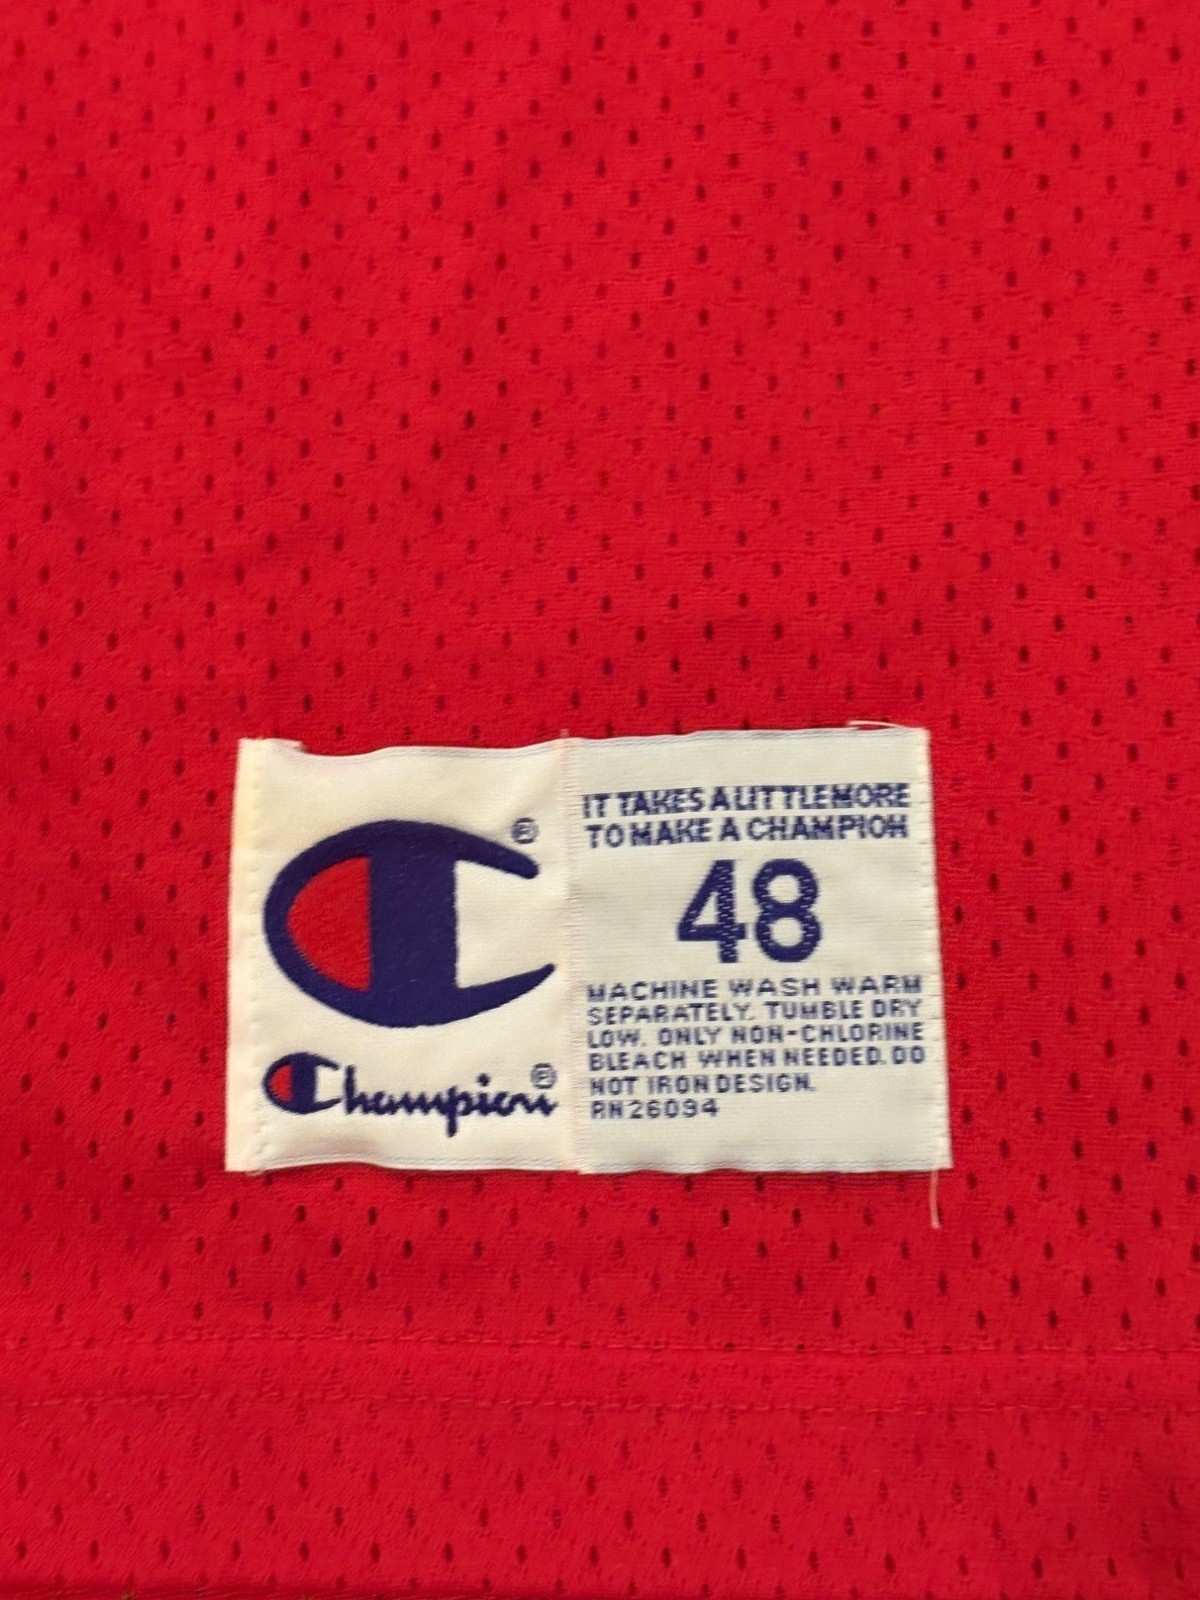 ®
Champion®
IT TAKES A LITTLE MORE
TO MAKE A CHAMPION
48
MACHINE WASH WARM
SEPARATELY. TUMBLE DRY
LOW. ONLY NON-CHLORINE
BLEACH WHEN NEEDED. DO
NOT IRON DESIGN.
RN26094